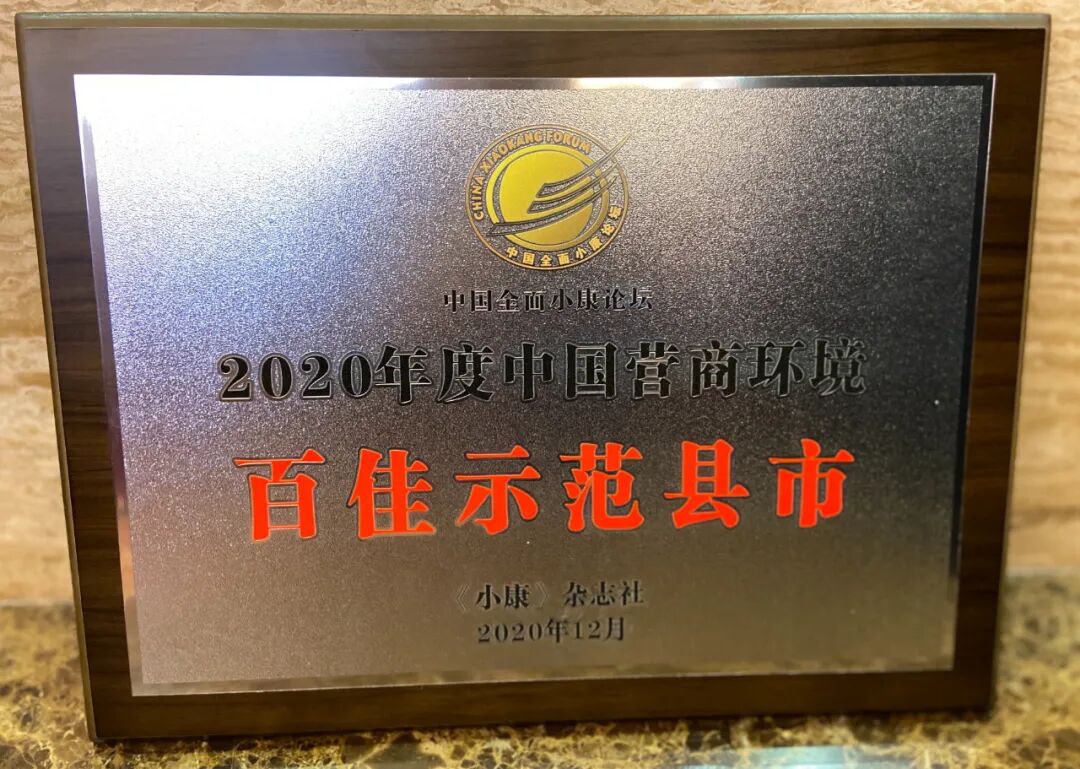 CHINA XIAOKANG FORUM
中国全面小康论坛
中国全面小康论坛
2020年度中国营商环境
百佳示范县市
《小康》杂志社
2020年12月